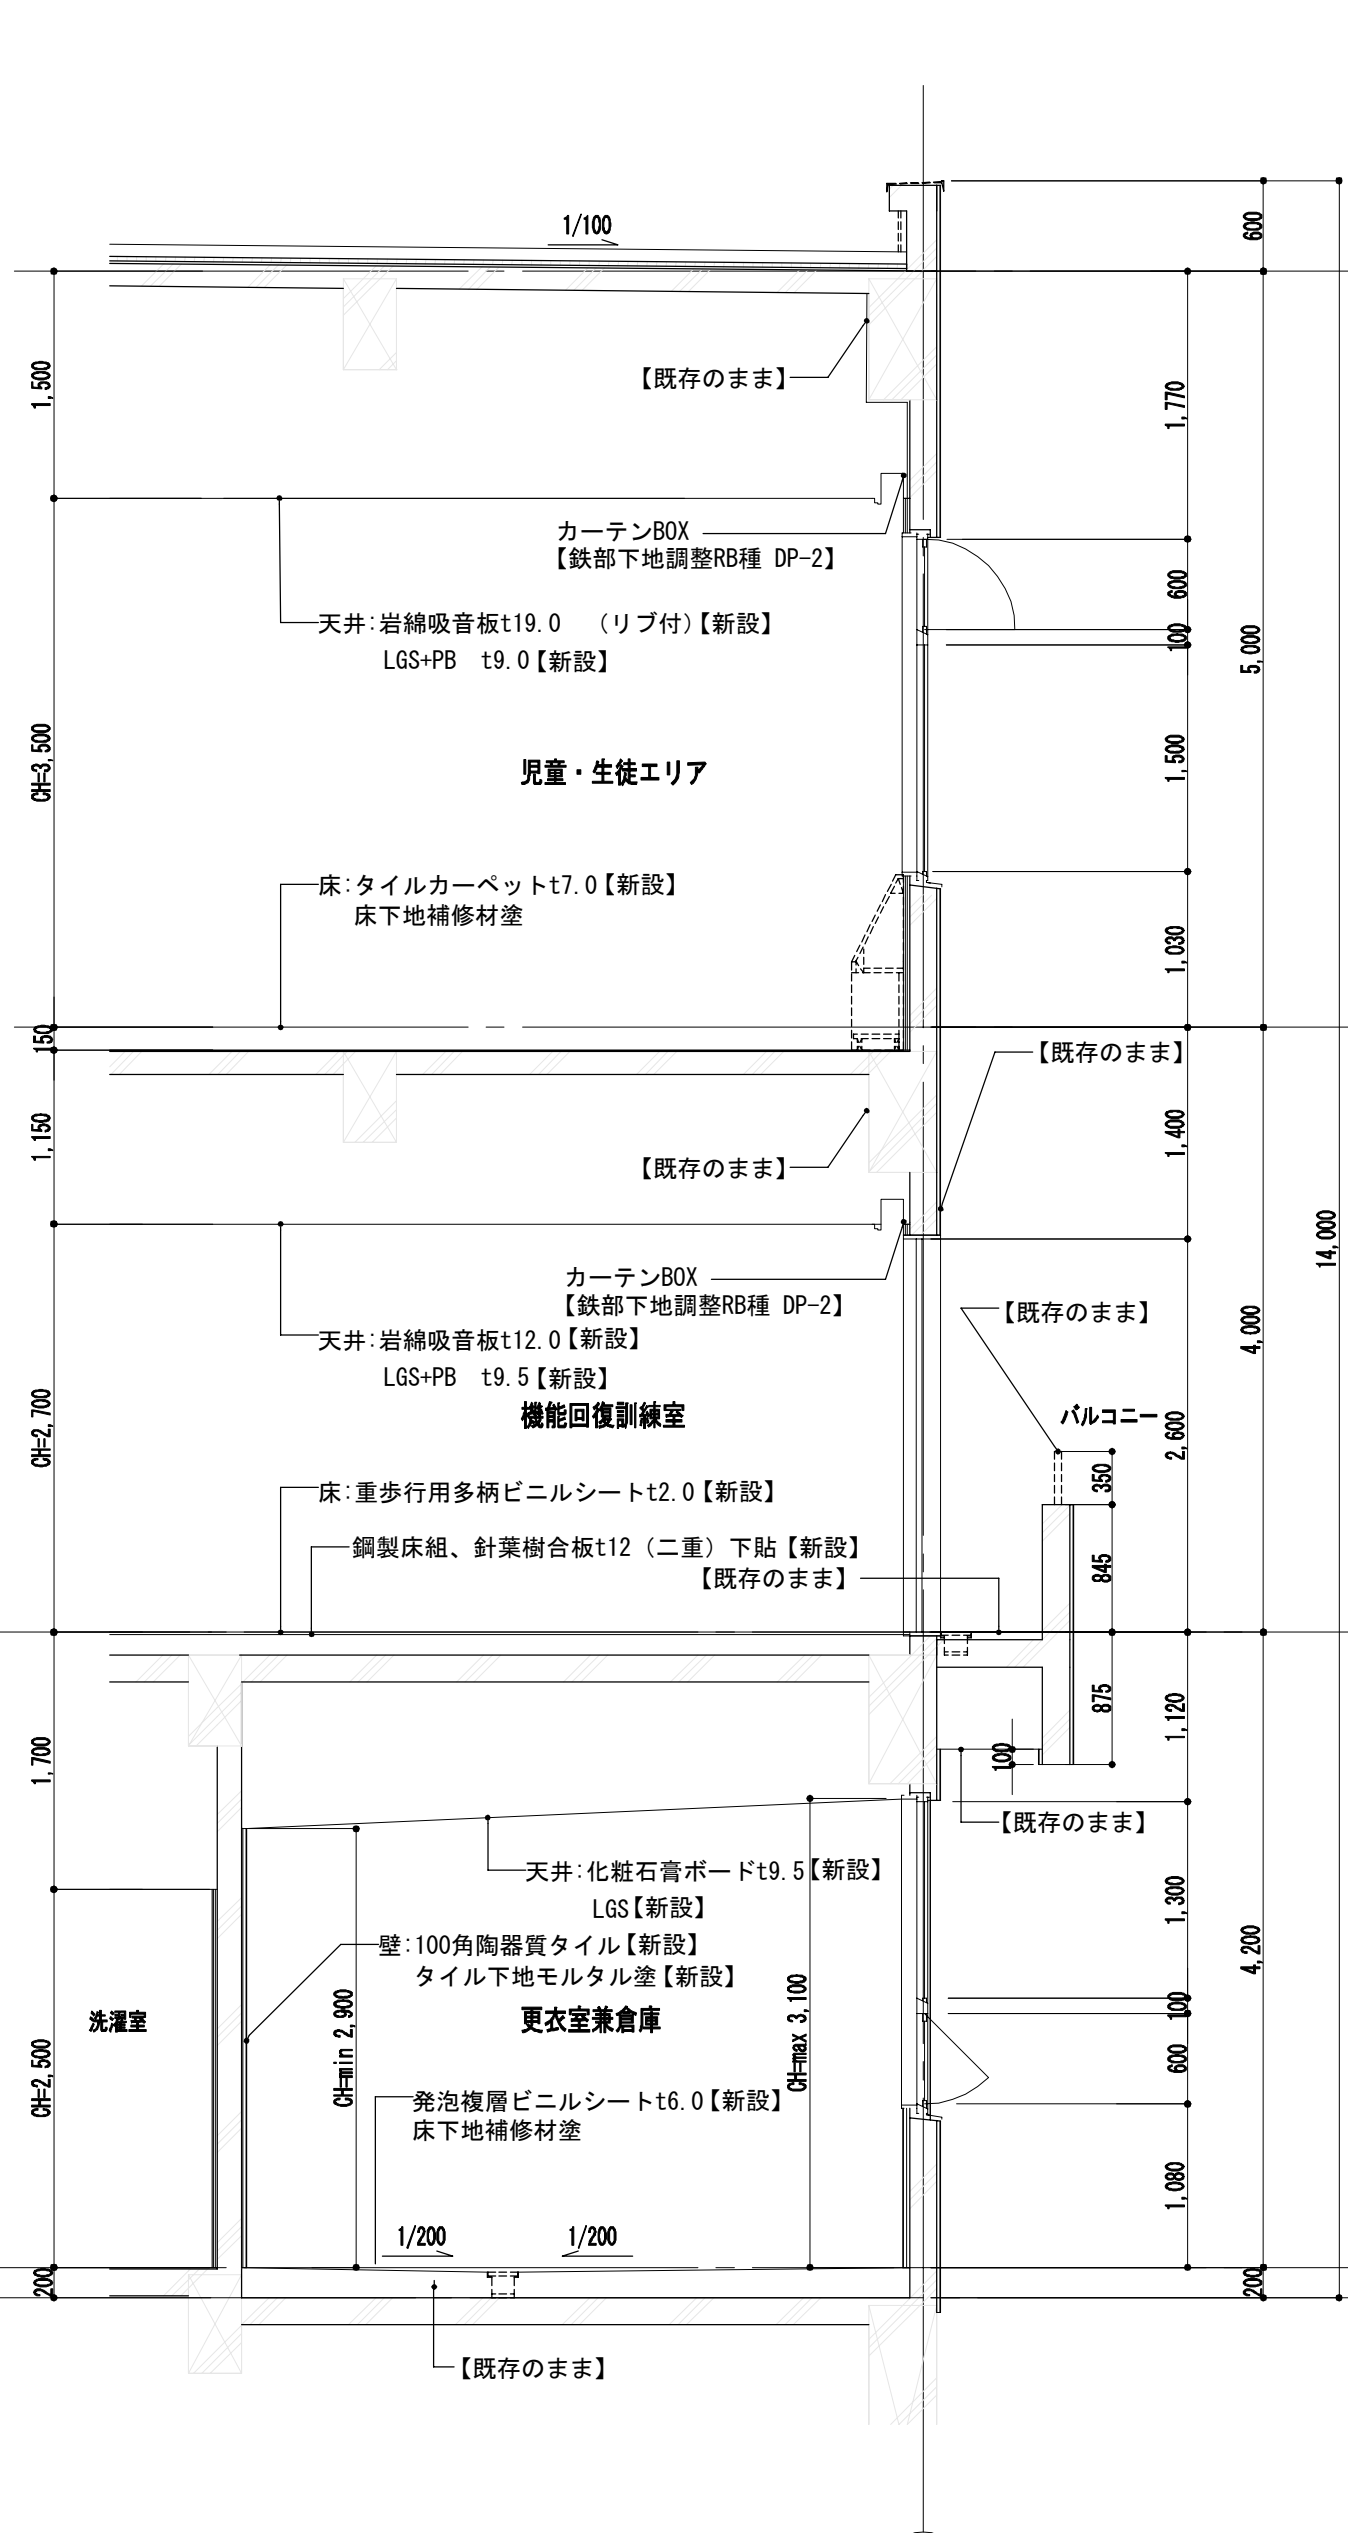 1/100
600
1,500
【既存のまま】
1,770
カーテンBOX
【鉄部下地調整RB種 DP-2】
600
天井:岩綿吸音板t19.0 (リブ付)【新設】
100
5,000
LGS+PB t9.0【新設】
CH=3,500
児童・生徒エリア
1,500
床:タイルカーペットt7.0【新設】
床下地補修材塗
1,030
150
【既存のまま】
1,150
1,400
【既存のまま】
14,000
カーテンBOX
【鉄部下地調整RB種 DP-2】
【既存のまま】
天井:岩綿吸音板t12.0【新設】
4,000
LGS+PB t9.5【新設】
CH=2,700
機能回復訓練室
バルコニー
2,600
350
床:重歩行用多柄ビニルシートt2.0【新設】
鋼製床組、針葉樹合板t12(二重)下貼【新設】
845
【既存のまま】
875
1,120
1,700
100
【既存のまま】
天井:化粧石膏ボードt9.5【新設】
LGS【新設】
1,300
壁:100角陶器質タイル【新設】
4,200
タイル下地モルタル塗【新設】
洗濯室
CH=min 2,900
更衣室兼倉庫
CH=max 3,100
100
CH=2,500
600
発泡複層ビニルシートt6.0【新設】
床下地補修材塗
1,080
1/200
1/200
200
200
【既存のまま】